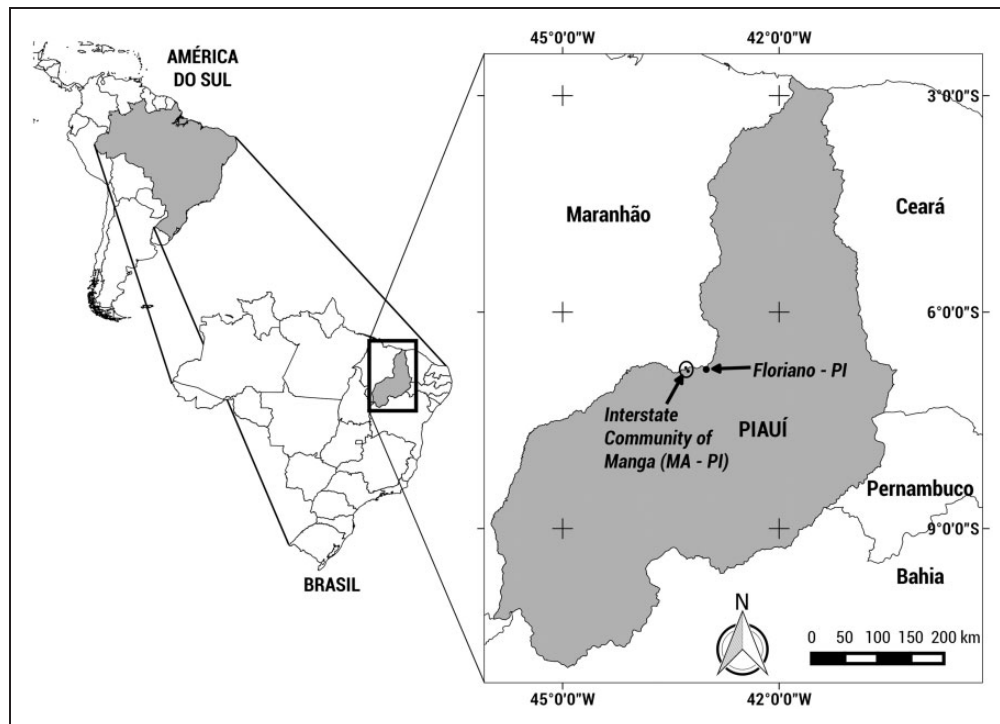 AMÉRICA
DO SUL
BRASIL
45°0'0"W 42°0'0"W
3°0'0"S
Maranhão
Ceará
6°0'0"S
Floriano - PI
Interstate
Community of
Manga (MA - PI)
PIAUÍ
Pernambuco
9°0'0"S
Bahia
N
0 50 100 150 200 km
45°0'0"W 42°0'0"W